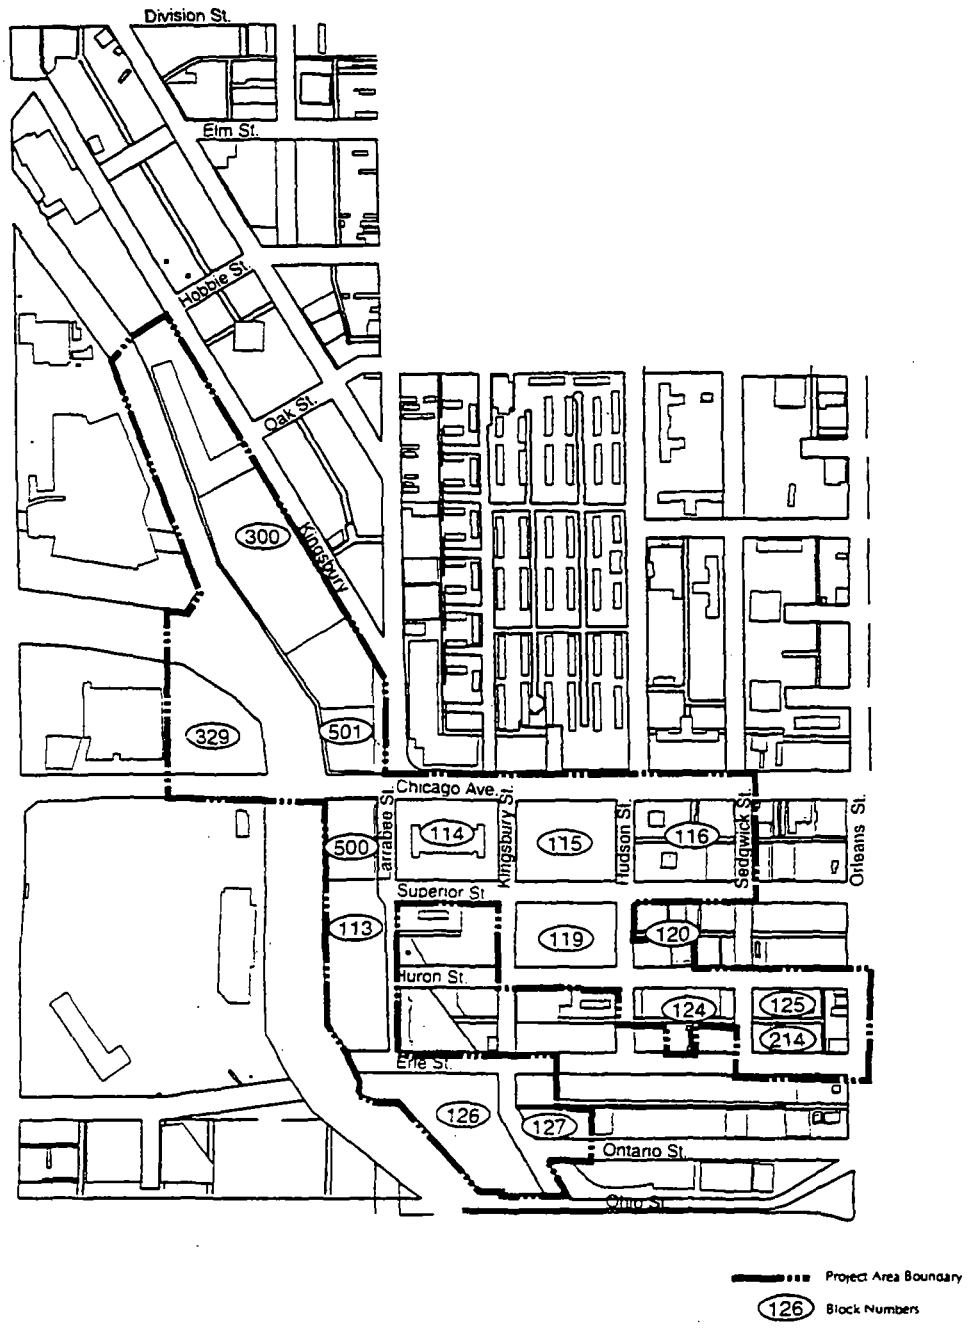 Division St.
Elm St.
Hobbie St.
Oak St.
300
Kingsbury
501
329
Chicago Ave.
Larrabee St.
Kingsbury St.
Hudson St.
Sedgwick St.
Orleans St.
500
114
115
116
Superior St
113
119
120
Huron St.
124
125
214
Erie St.
126
127
Ontario St.
Ohio St.
Project Area Boundary
126 Block Numbers